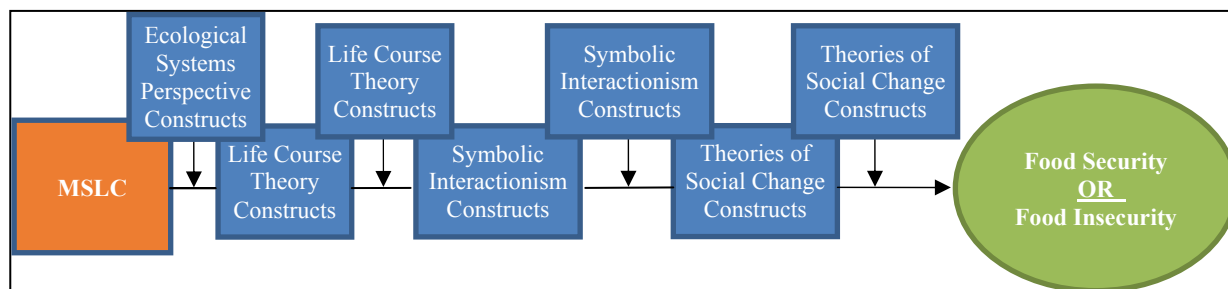 Ecological
Systems
Perspective
Constructs
Life Course
Theory
Constructs
Symbolic
Interactionism
Constructs
Theories of
Social Change
Constructs
MSLC
Life Course
Theory
Constructs
Symbolic
Interactionism
Constructs
Theories of
Social Change
Constructs
Food Security
OR
Food Insecurity